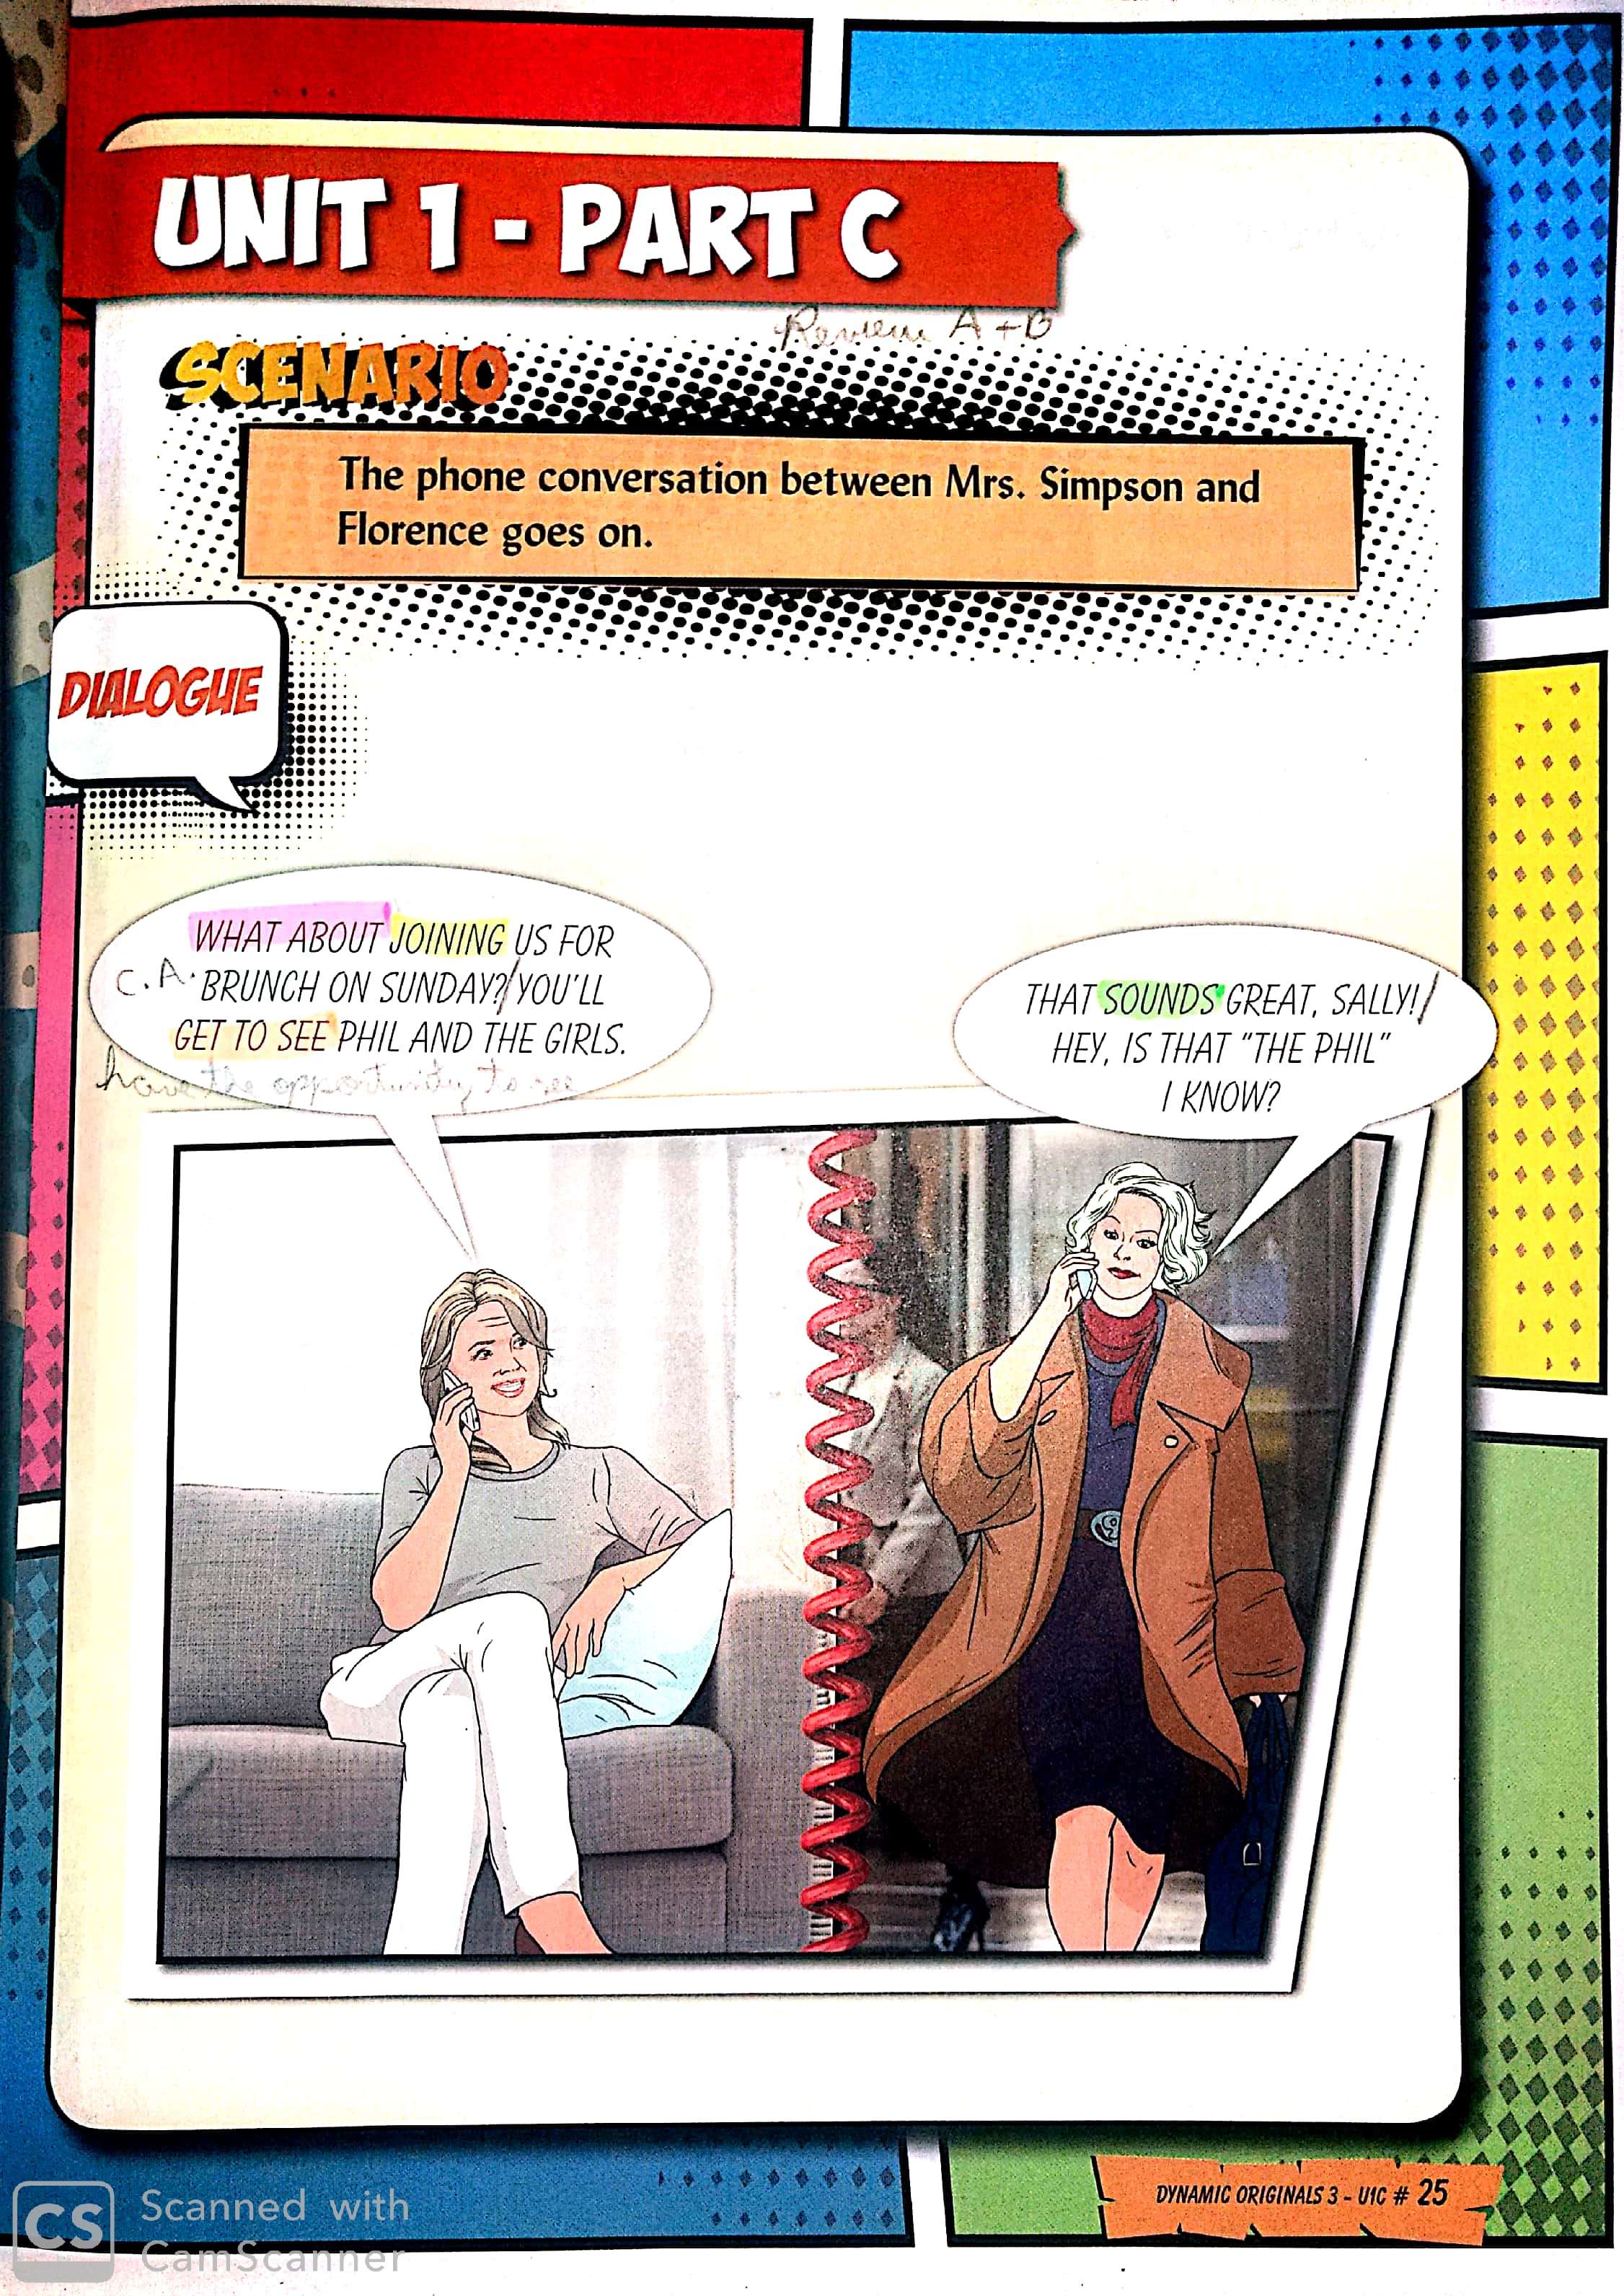 UNIT 1 - PART C
Review A + B
SCENARIO
The phone conversation between Mrs. Simpson and
Florence goes on.
DIALOGUE
WHAT ABOUT JOINING US FOR
C.A. BRUNCH ON SUNDAY? YOU'LL
GET TO SEE PHIL AND THE GIRLS.
have the opportunity to see
THAT SOUNDS GREAT, SALLY!
HEY, IS THAT "THE PHIL"
I KNOW?
DYNAMIC ORIGINALS 3 - U1C # 25
CS Scanned with
CamScanner